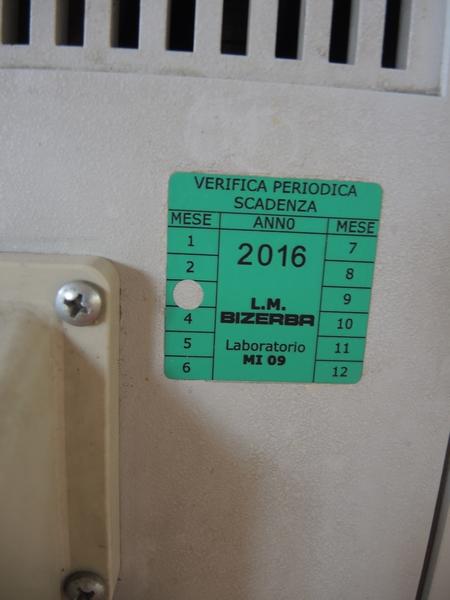 VERIFICA PERIODICA
SCADENZA
MESE ANNO MESE
1 2016 7
2 8
9
L.M.
4 BIZERBA 10
5 Laboratorio 11
6 MI 09 12